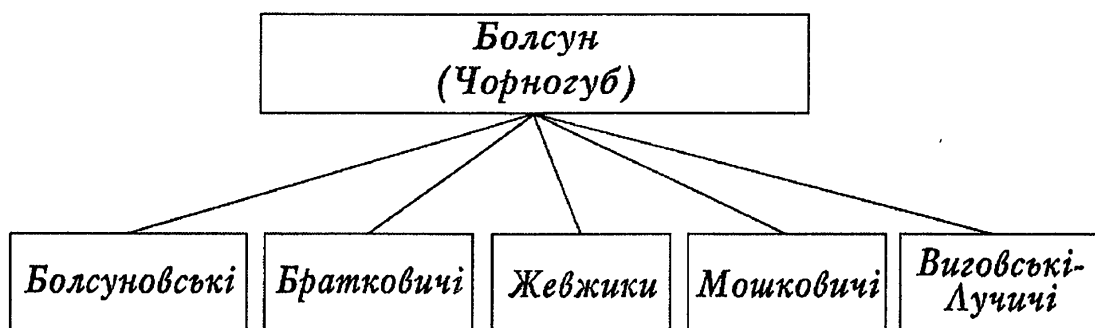 Болсун
(Чорногуб)
Болсуновські
Братковичі
Жевжики
Мошковичі
Виговські-
Лучичі